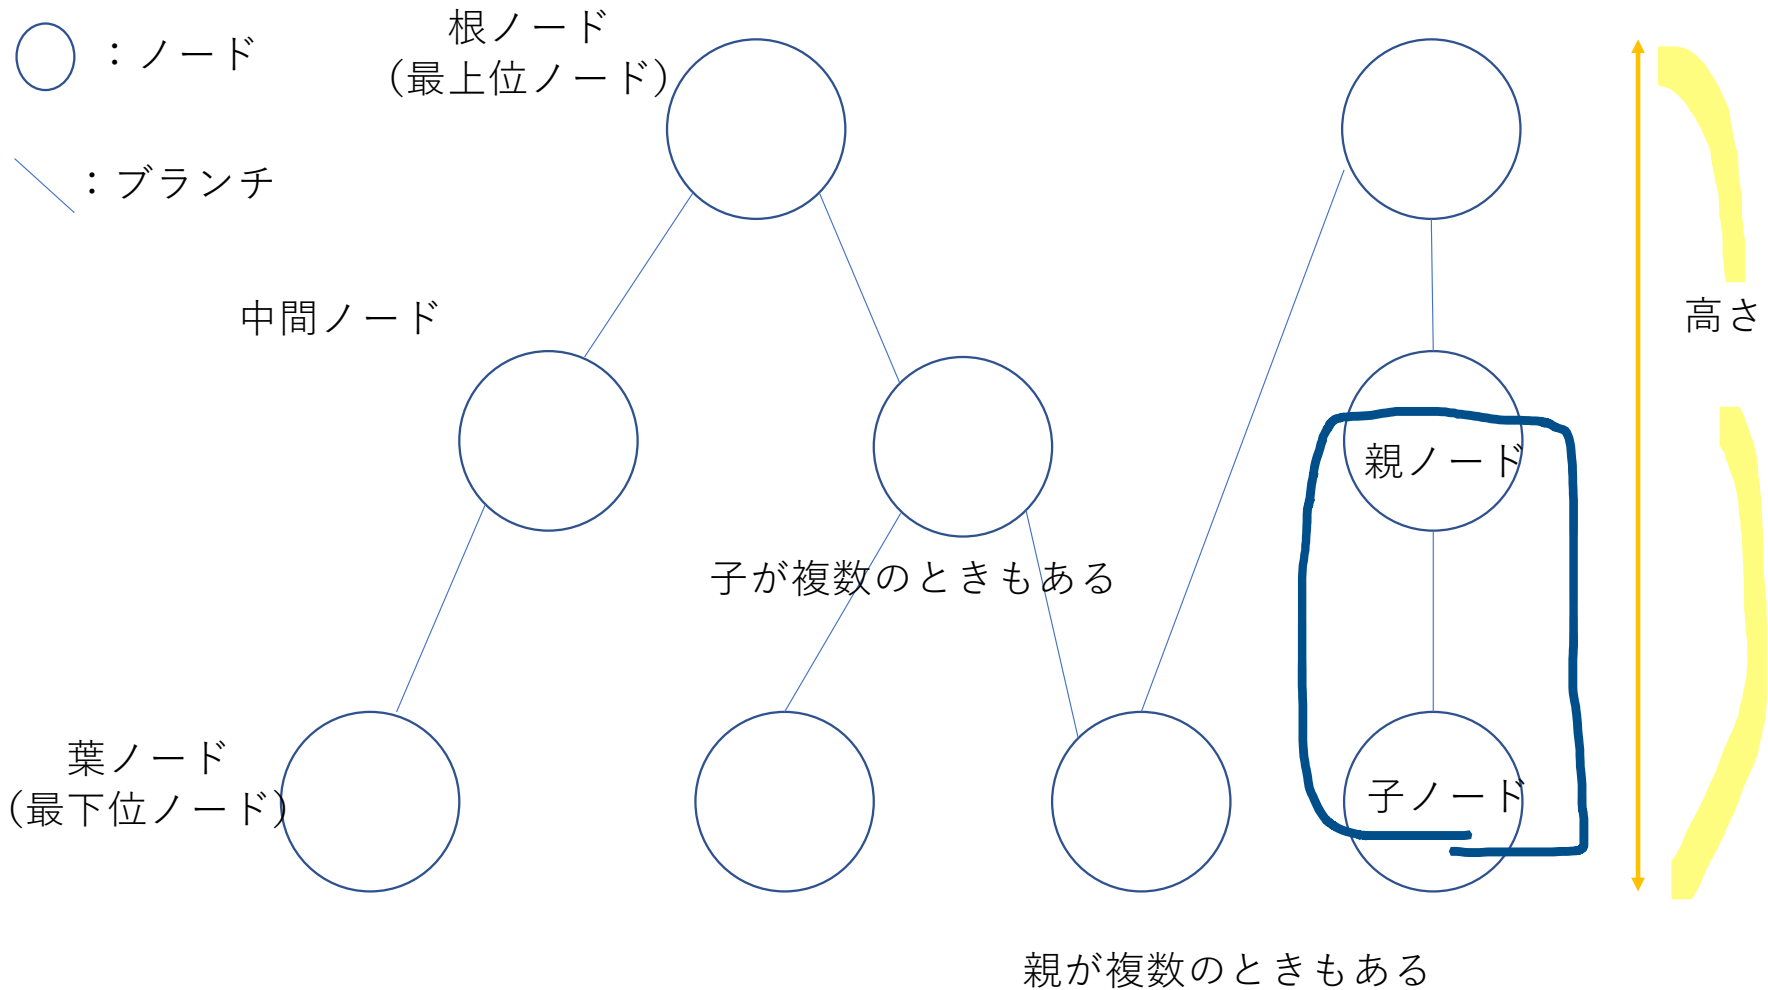 ：ノード
根ノード
（最上位ノード）
：ブランチ
中間ノード
高さ
親ノード
子が複数のときもある
葉ノード
（最下位ノード）
子ノード
親が複数のときもある